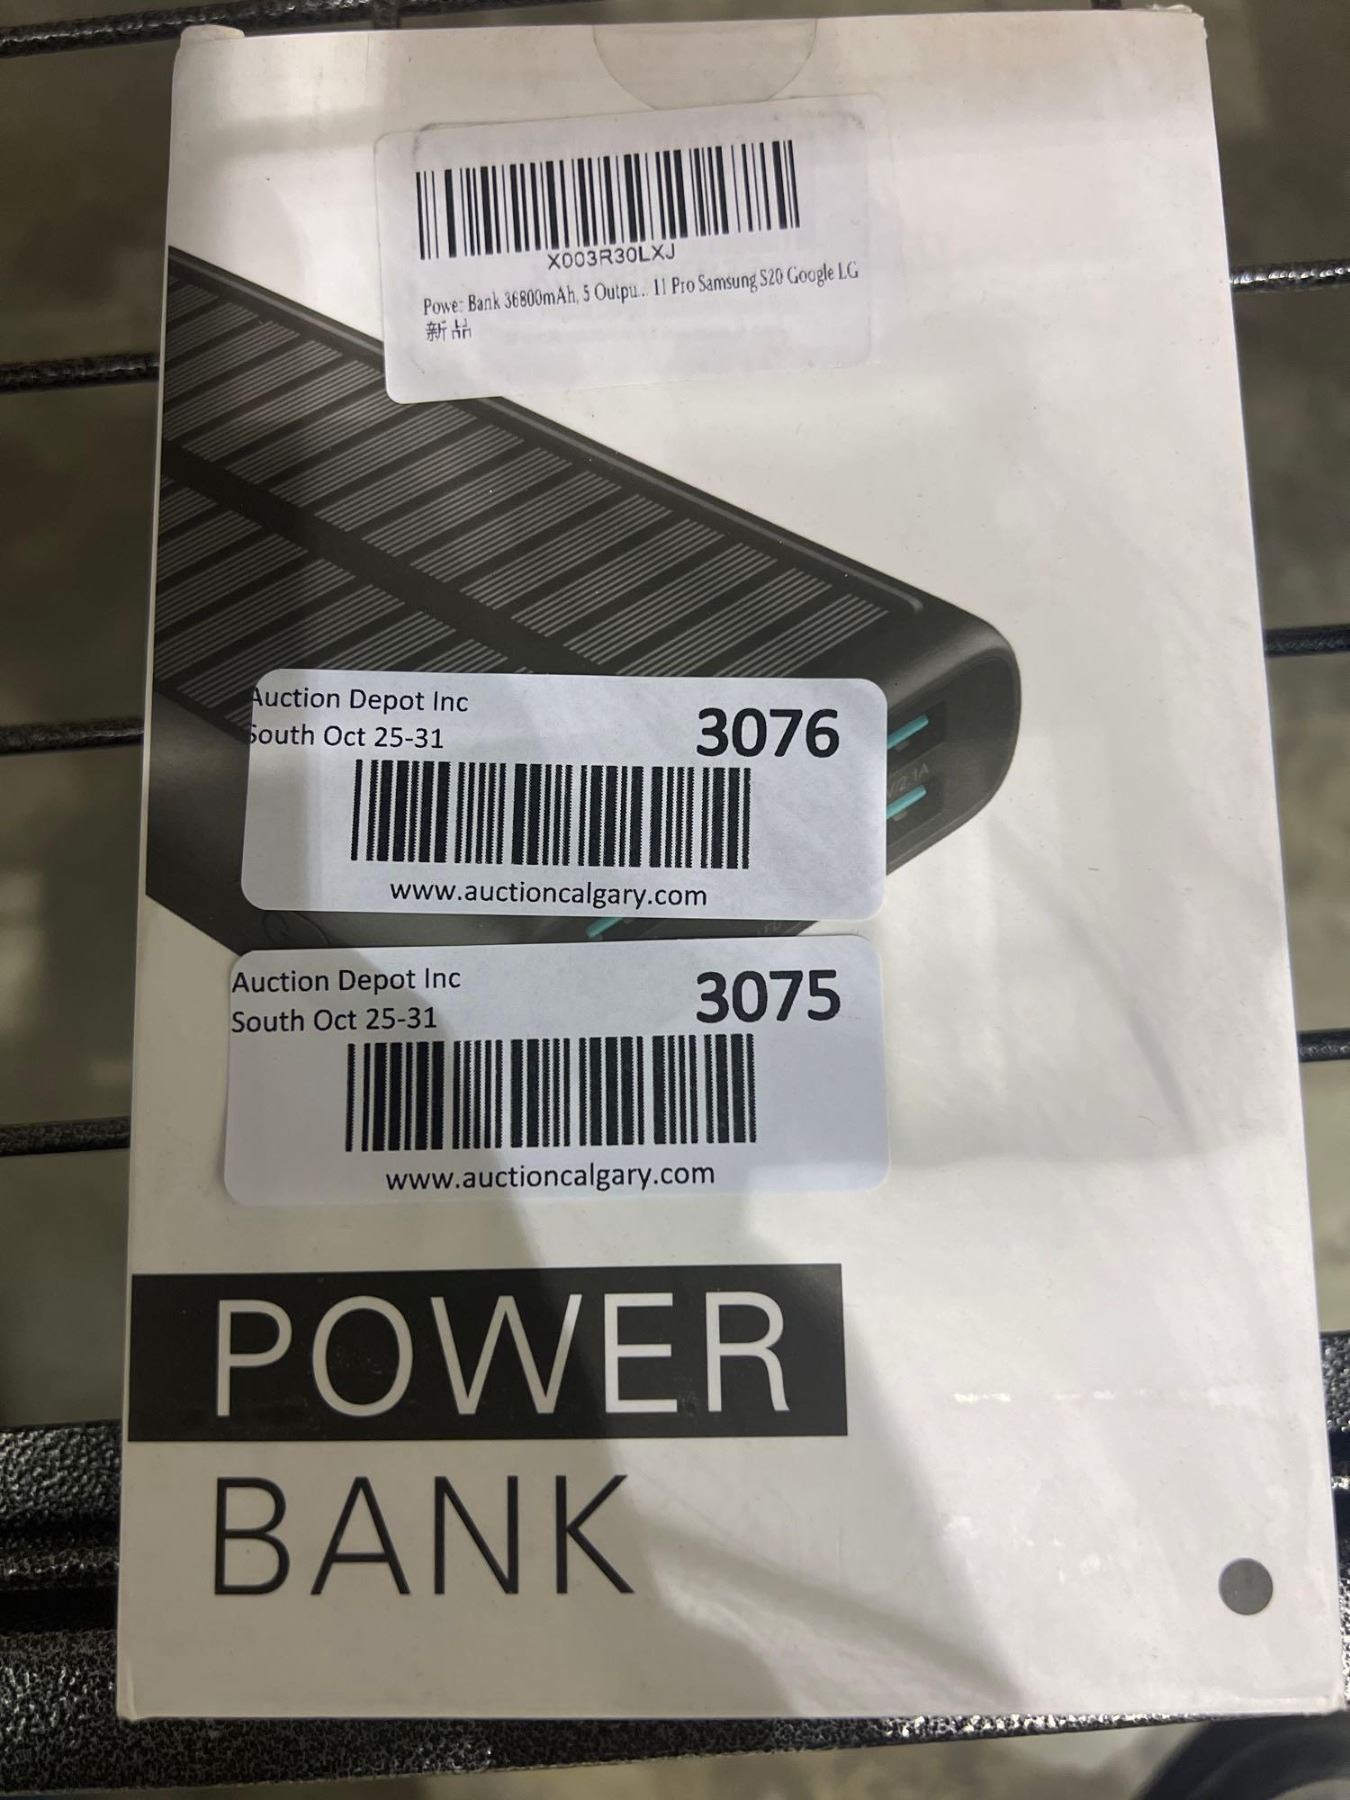 X003R30LXJ
Power Bank 36800mAh, 5 Outpu... 11 Pro Samsung S20 Google LG
新品
Auction Depot Inc
South Oct 25-31
3076
/2.1A
www.auctioncalgary.com
Auction Depot Inc
South Oct 25-31
3075
www.auctioncalgary.com
POWER
BANK